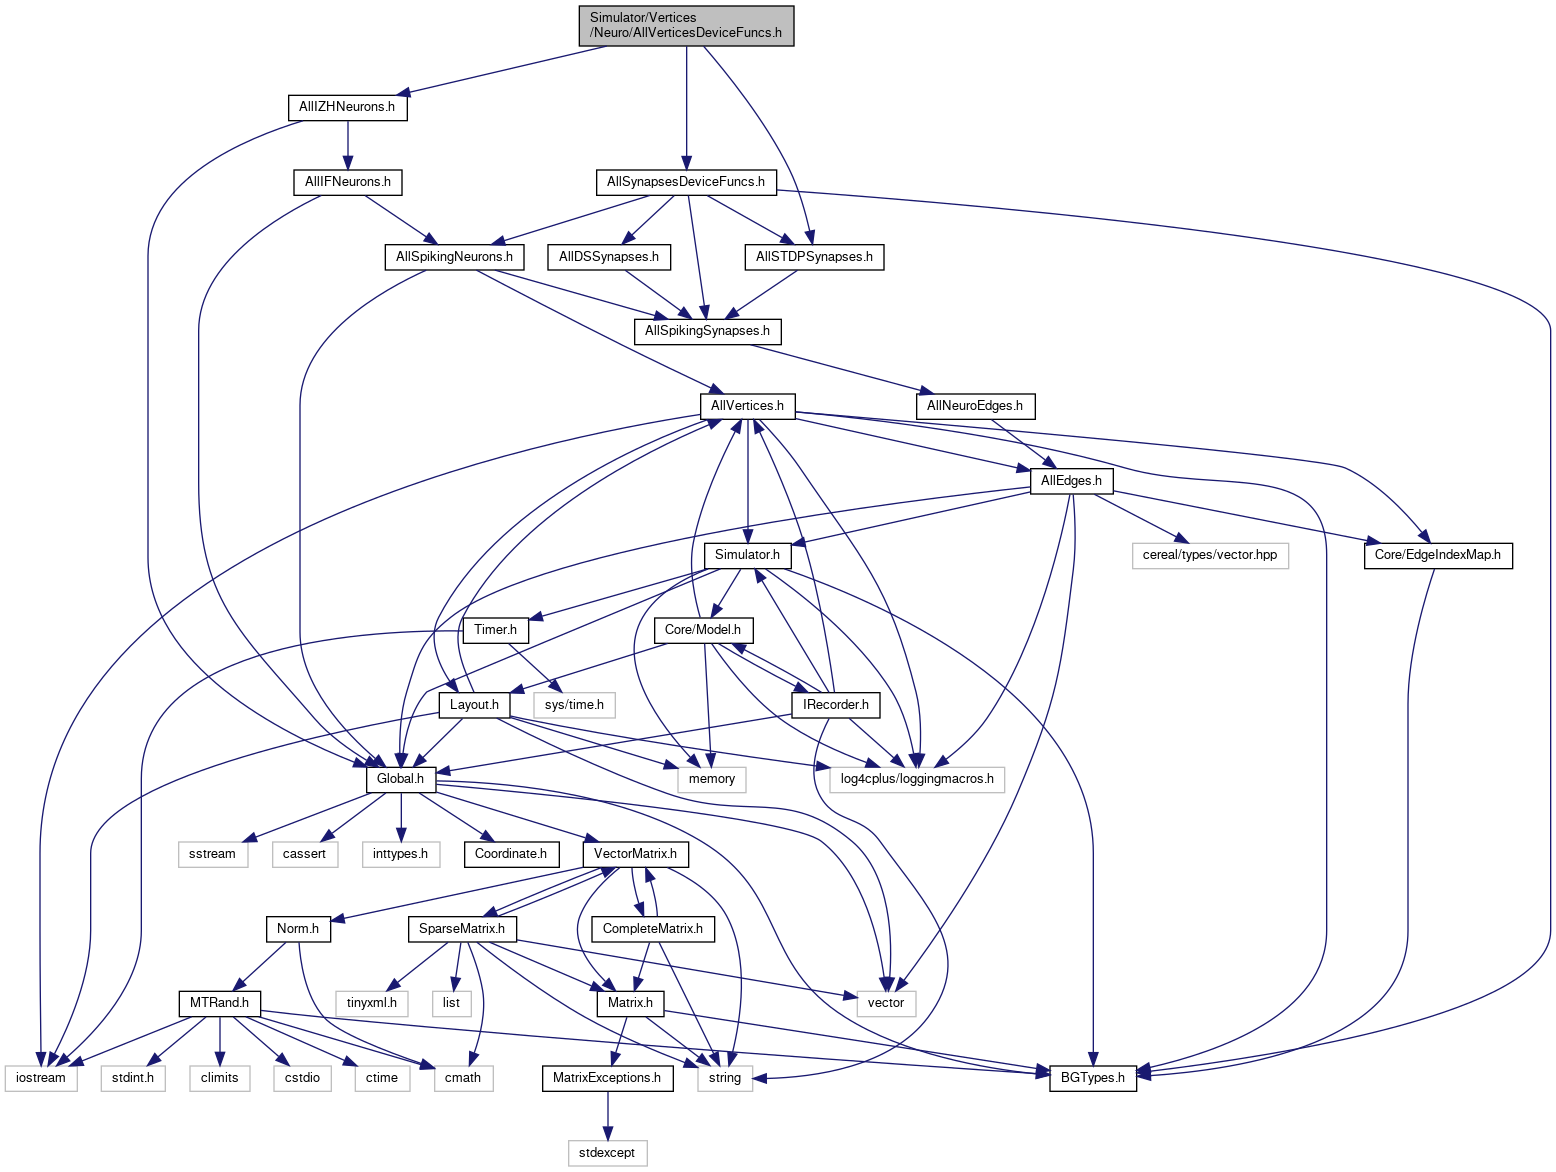 Simulator/Vertices
/Neuro/AllVerticesDeviceFuncs.h
AllIZHNeurons.h
AllIFNeurons.h
AllSynapsesDeviceFuncs.h
AllSpikingNeurons.h
AllDSSynapses.h
AllSTDPSynapses.h
AllSpikingSynapses.h
AllVertices.h
AllNeuroEdges.h
AllEdges.h
Simulator.h
cereal/types/vector.hpp
Core/EdgeIndexMap.h
Timer.h
Core/Model.h
Layout.h
sys/time.h
IRecorder.h
Global.h
memory
log4cplus/loggingmacros.h
sstream
cassert
inttypes.h
Coordinate.h
VectorMatrix.h
Norm.h
SparseMatrix.h
CompleteMatrix.h
MTRand.h
tinyxml.h
list
Matrix.h
vector
iostream
stdint.h
climits
cstdio
ctime
cmath
MatrixExceptions.h
string
BGTypes.h
stdexcept